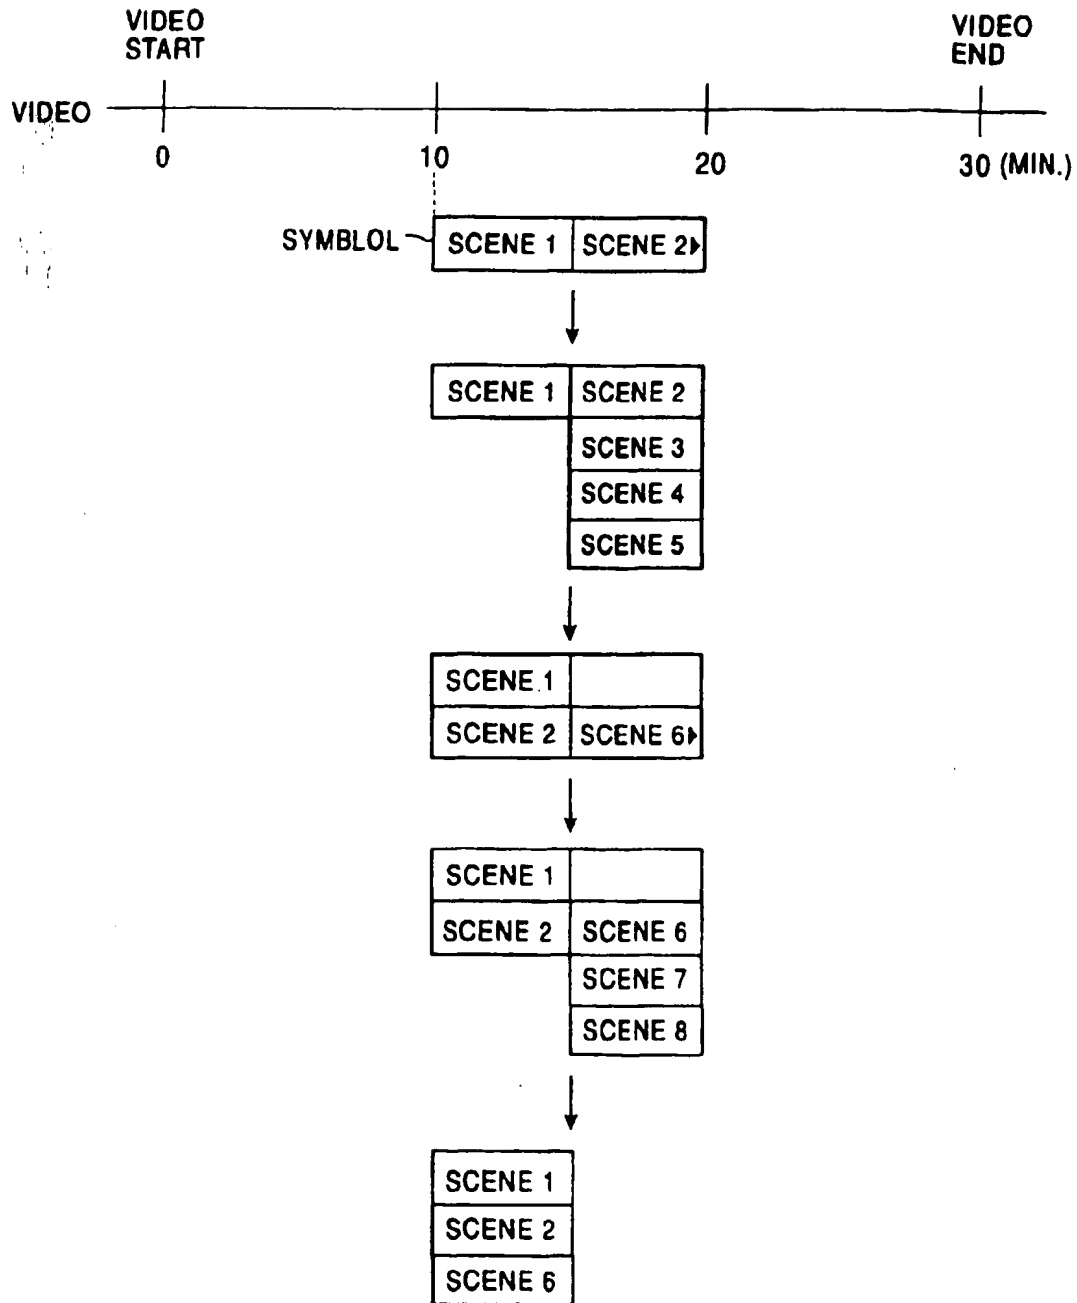 VIDEO START
VIDEO END
VIDEO
0 10 20 30 (MIN.)
SYMBLOL SCENE 1 SCENE 2
SCENE 1 SCENE 2
SCENE 3
SCENE 4
SCENE 5
SCENE 1
SCENE 2 SCENE 6
SCENE 1
SCENE 2 SCENE 6
SCENE 7
SCENE 8
SCENE 1
SCENE 2
SCENE 6